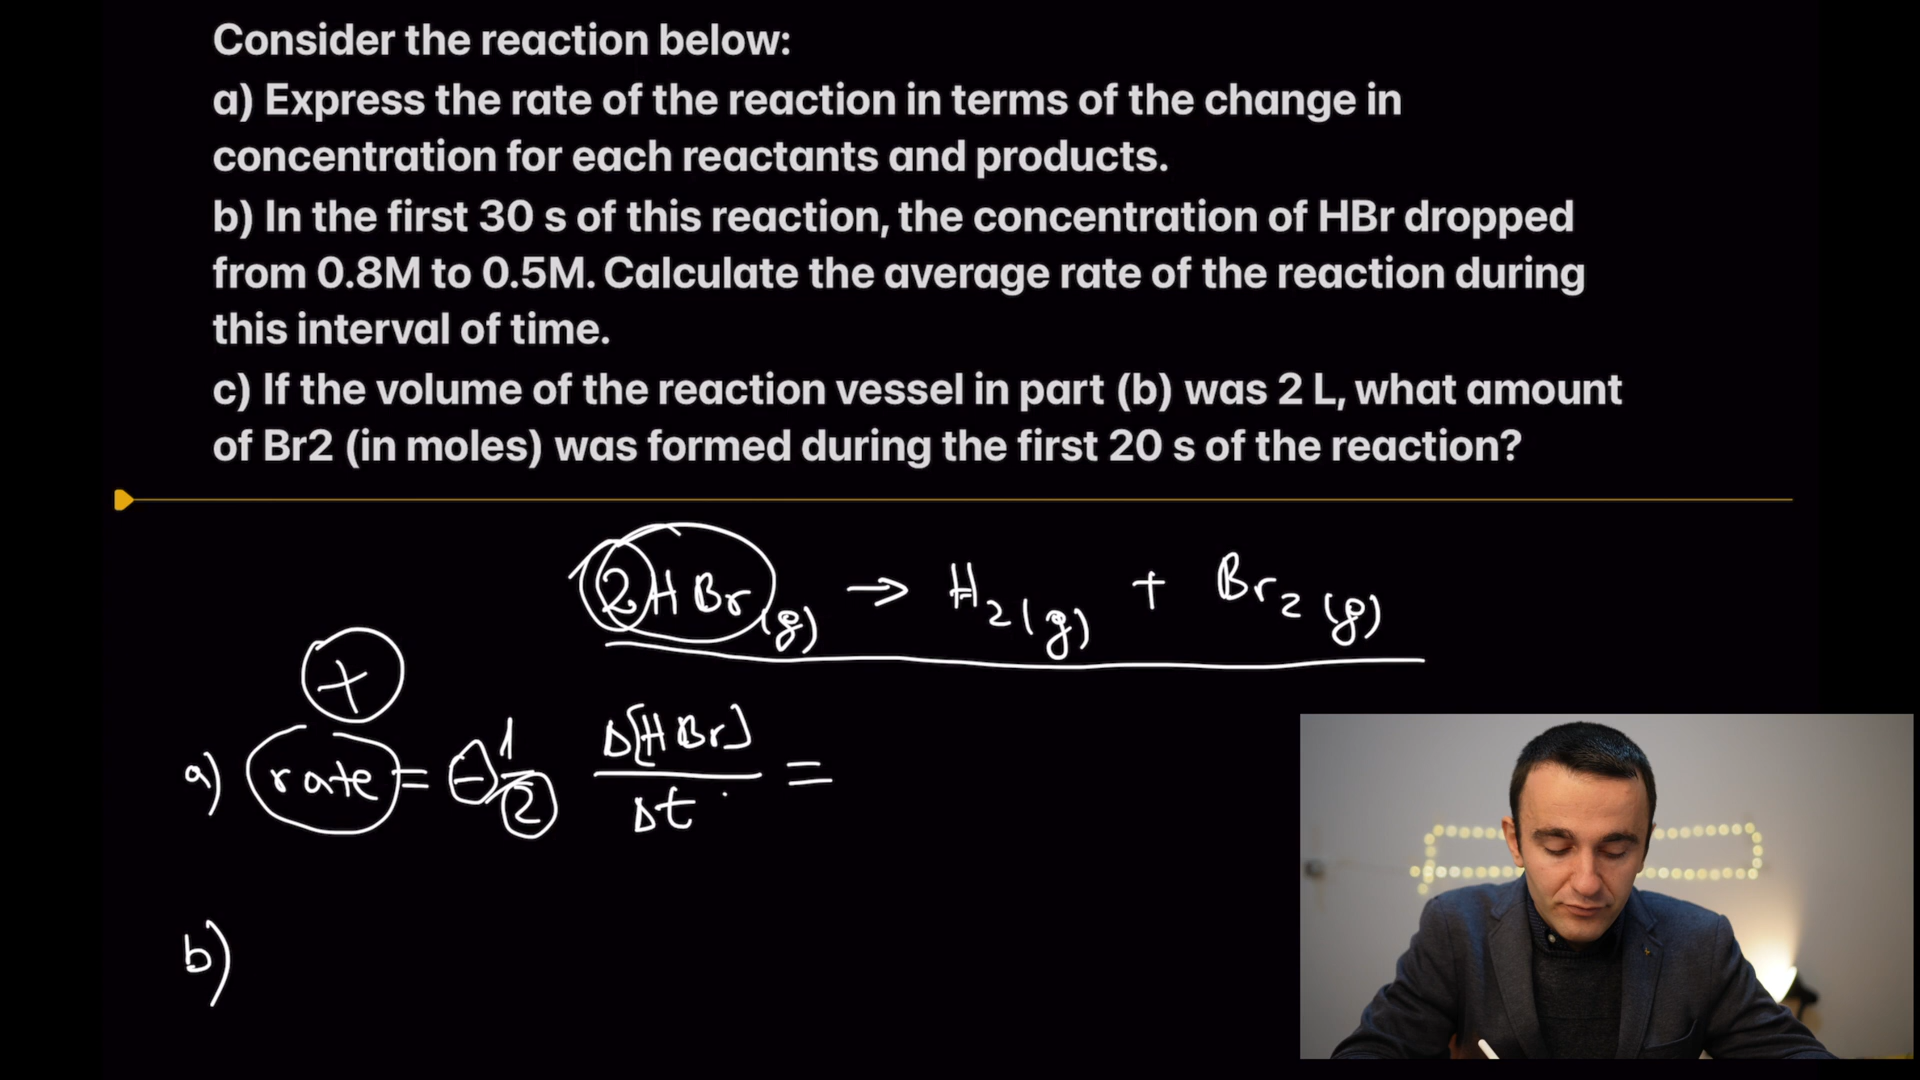 Consider the reaction below:
a) Express the rate of the reaction in terms of the change in
concentration for each reactants and products.
b) In the first 30 s of this reaction, the concentration of HBr dropped
from 0.8M to 0.5M. Calculate the average rate of the reaction during
this interval of time.
c) If the volume of the reaction vessel in part (b) was 2 L, what amount
of Br2 (in moles) was formed during the first 20 s of the reaction?
2HBr(g) → H2(g) + Br2(g)
+
a) rate = - 1/2 Δ[HBr]/Δt =
b)